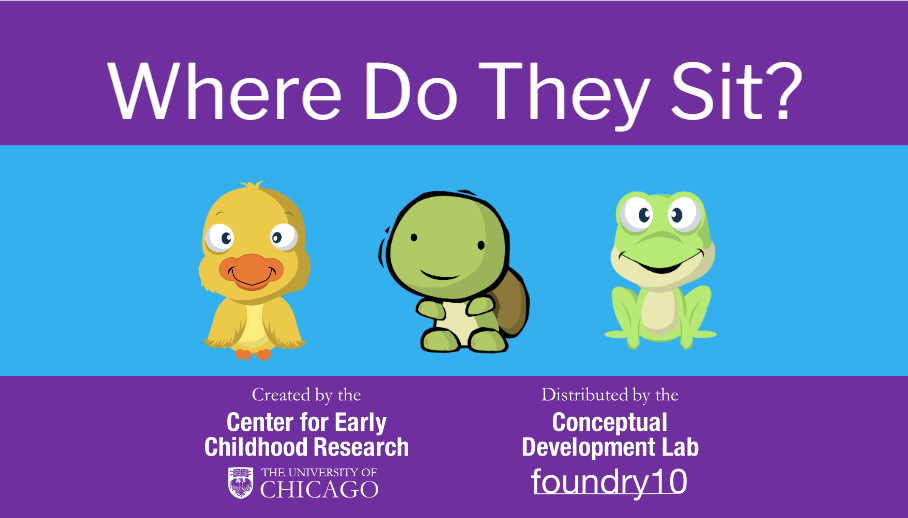 Where Do They Sit?
Created by the
Center for Early
Childhood Research
THE UNIVERSITY OF
CHICAGO
Distributed by the
Conceptual
Development Lab
foundry10